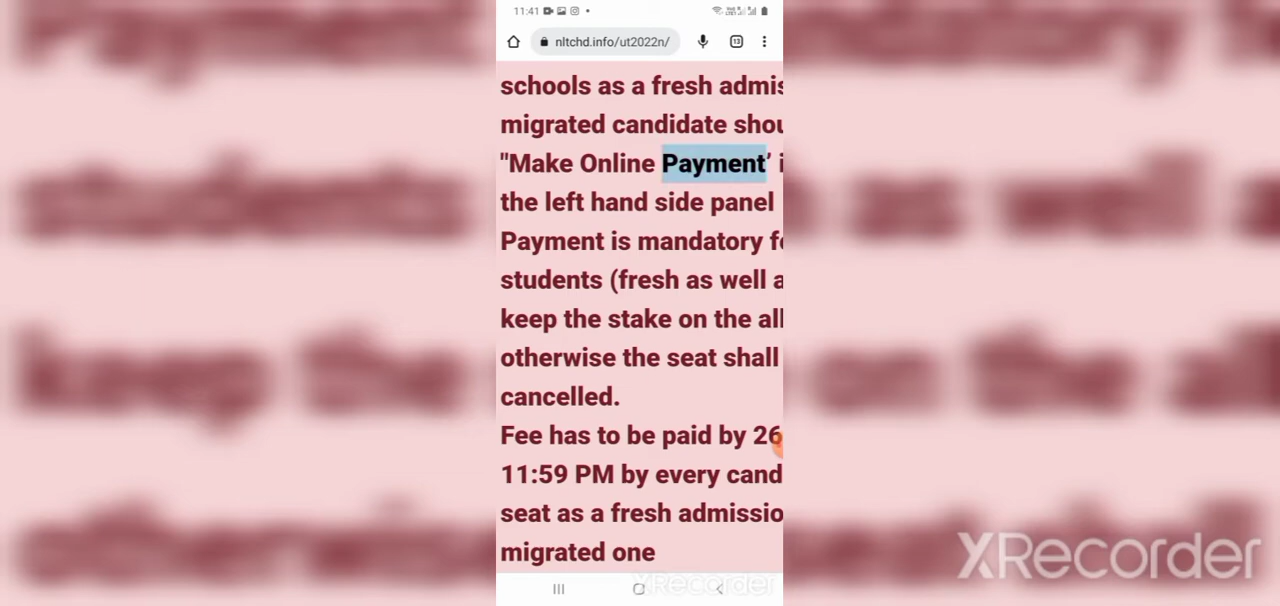 11:41
nltchd.info/ut2022n/
13
schools as a fresh admis
migrated candidate shou
"Make Online Payment’ i
the left hand side panel
Payment is mandatory fo
students (fresh as well a
keep the stake on the all
otherwise the seat shall
cancelled.
Fee has to be paid by 26
11:59 PM by every cand
seat as a fresh admissio
migrated one
XRecorder
XRecorder